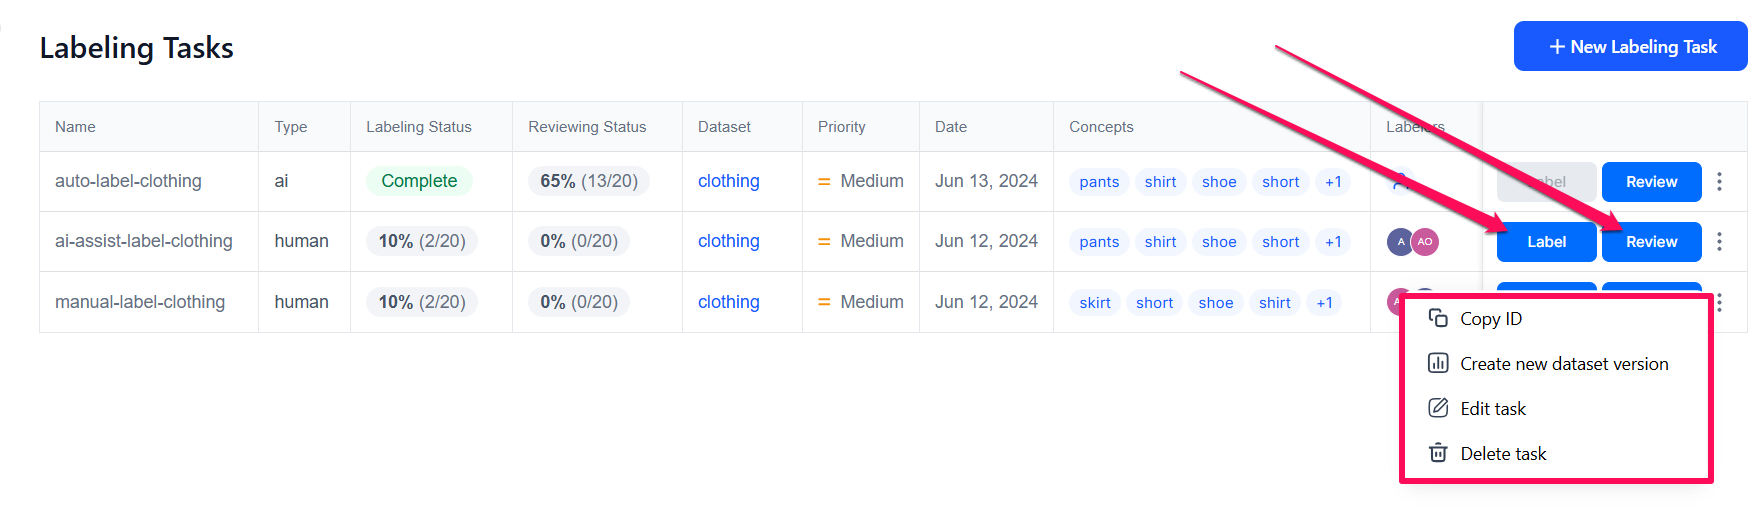 Labeling Tasks
+ New Labeling Task
Name Type Labeling Status Reviewing Status Dataset Priority Date Concepts Labelers
auto-label-clothing ai Complete 65% (13/20) clothing = Medium Jun 13, 2024 pants shirt shoe short +1 Label Review
ai-assist-label-clothing human 10% (2/20) 0% (0/20) clothing = Medium Jun 12, 2024 pants shirt shoe short +1 A AO Label Review
manual-label-clothing human 10% (2/20) 0% (0/20) clothing = Medium Jun 12, 2024 skirt short shoe shirt +1
Copy ID
Create new dataset version
Edit task
Delete task